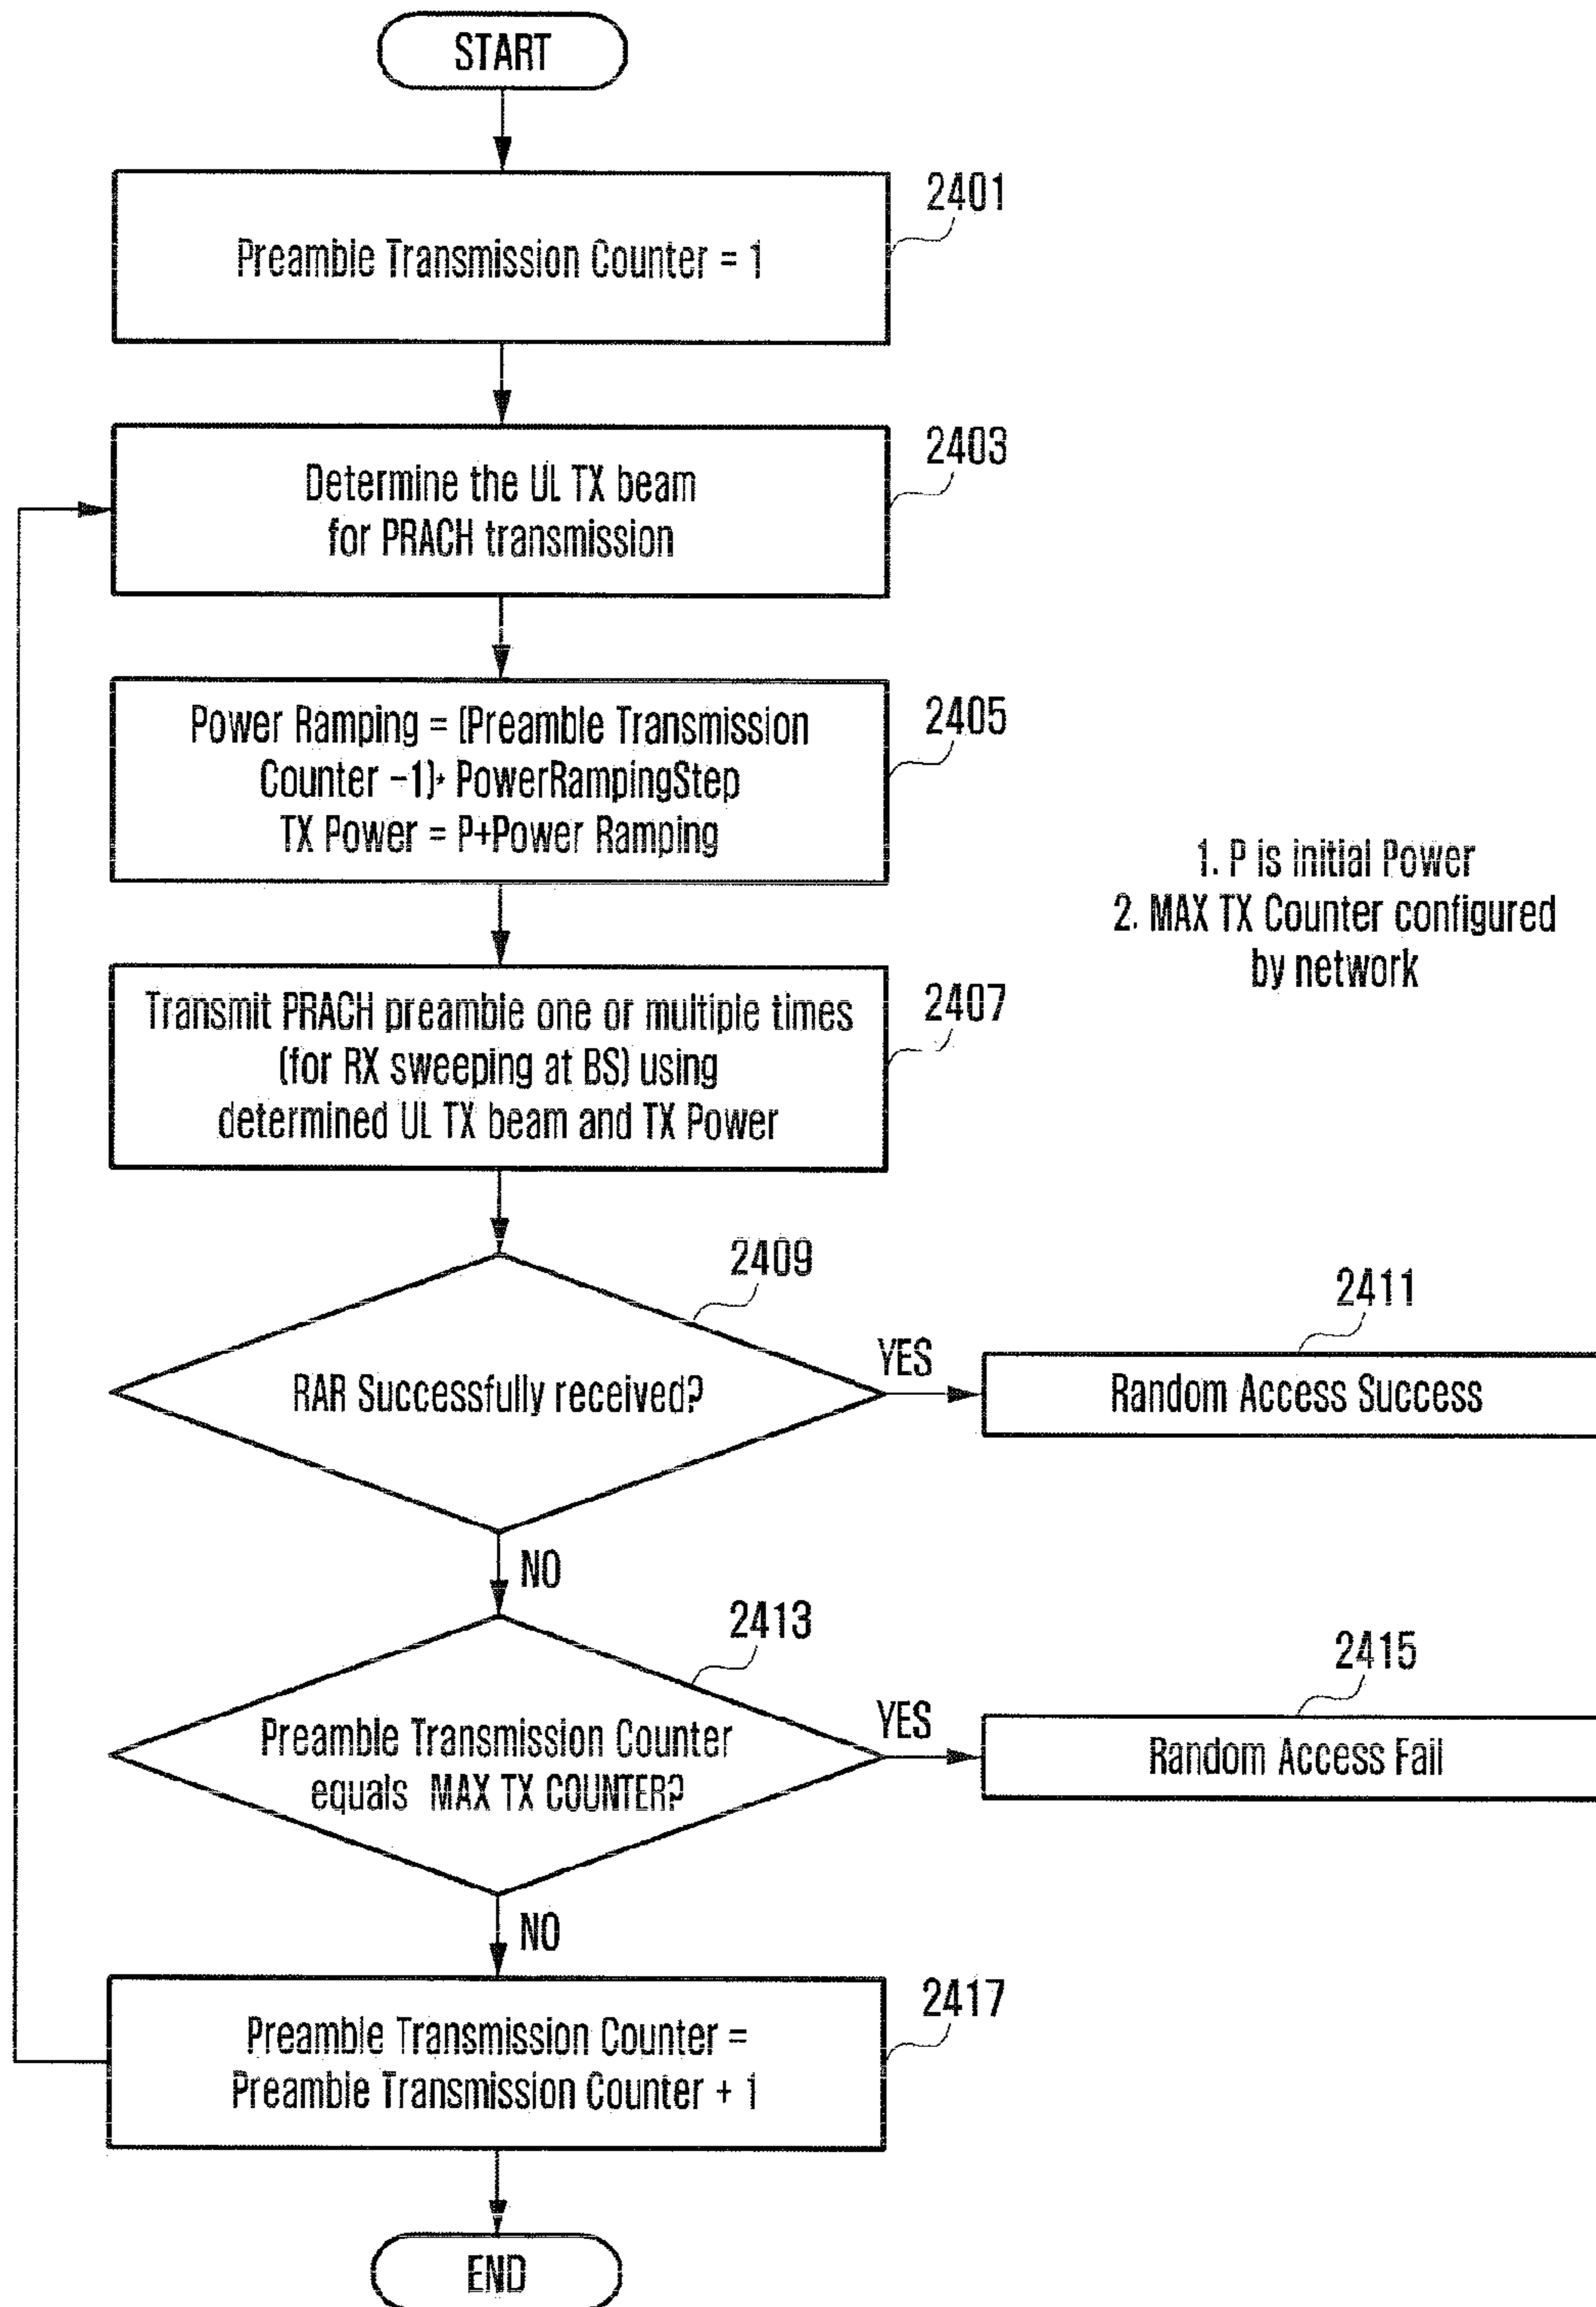 START
2401
Preamble Transmission Counter = 1
2403
Determine the UL TX beam
for PRACH transmission
2405
Power Ramping = (Preamble Transmission
Counter –1)* PowerRampingStep
TX Power = P+Power Ramping
1. P is initial Power
2. MAX TX Counter configured
by network
2407
Transmit PRACH preamble one or multiple times
(for RX sweeping at BS) using
determined UL TX beam and TX Power
2409
RAR Successfully received?
YES
2411
Random Access Success
NO
2413
Preamble Transmission Counter
equals MAX TX COUNTER?
YES
2415
Random Access Fail
NO
2417
Preamble Transmission Counter =
Preamble Transmission Counter + 1
END